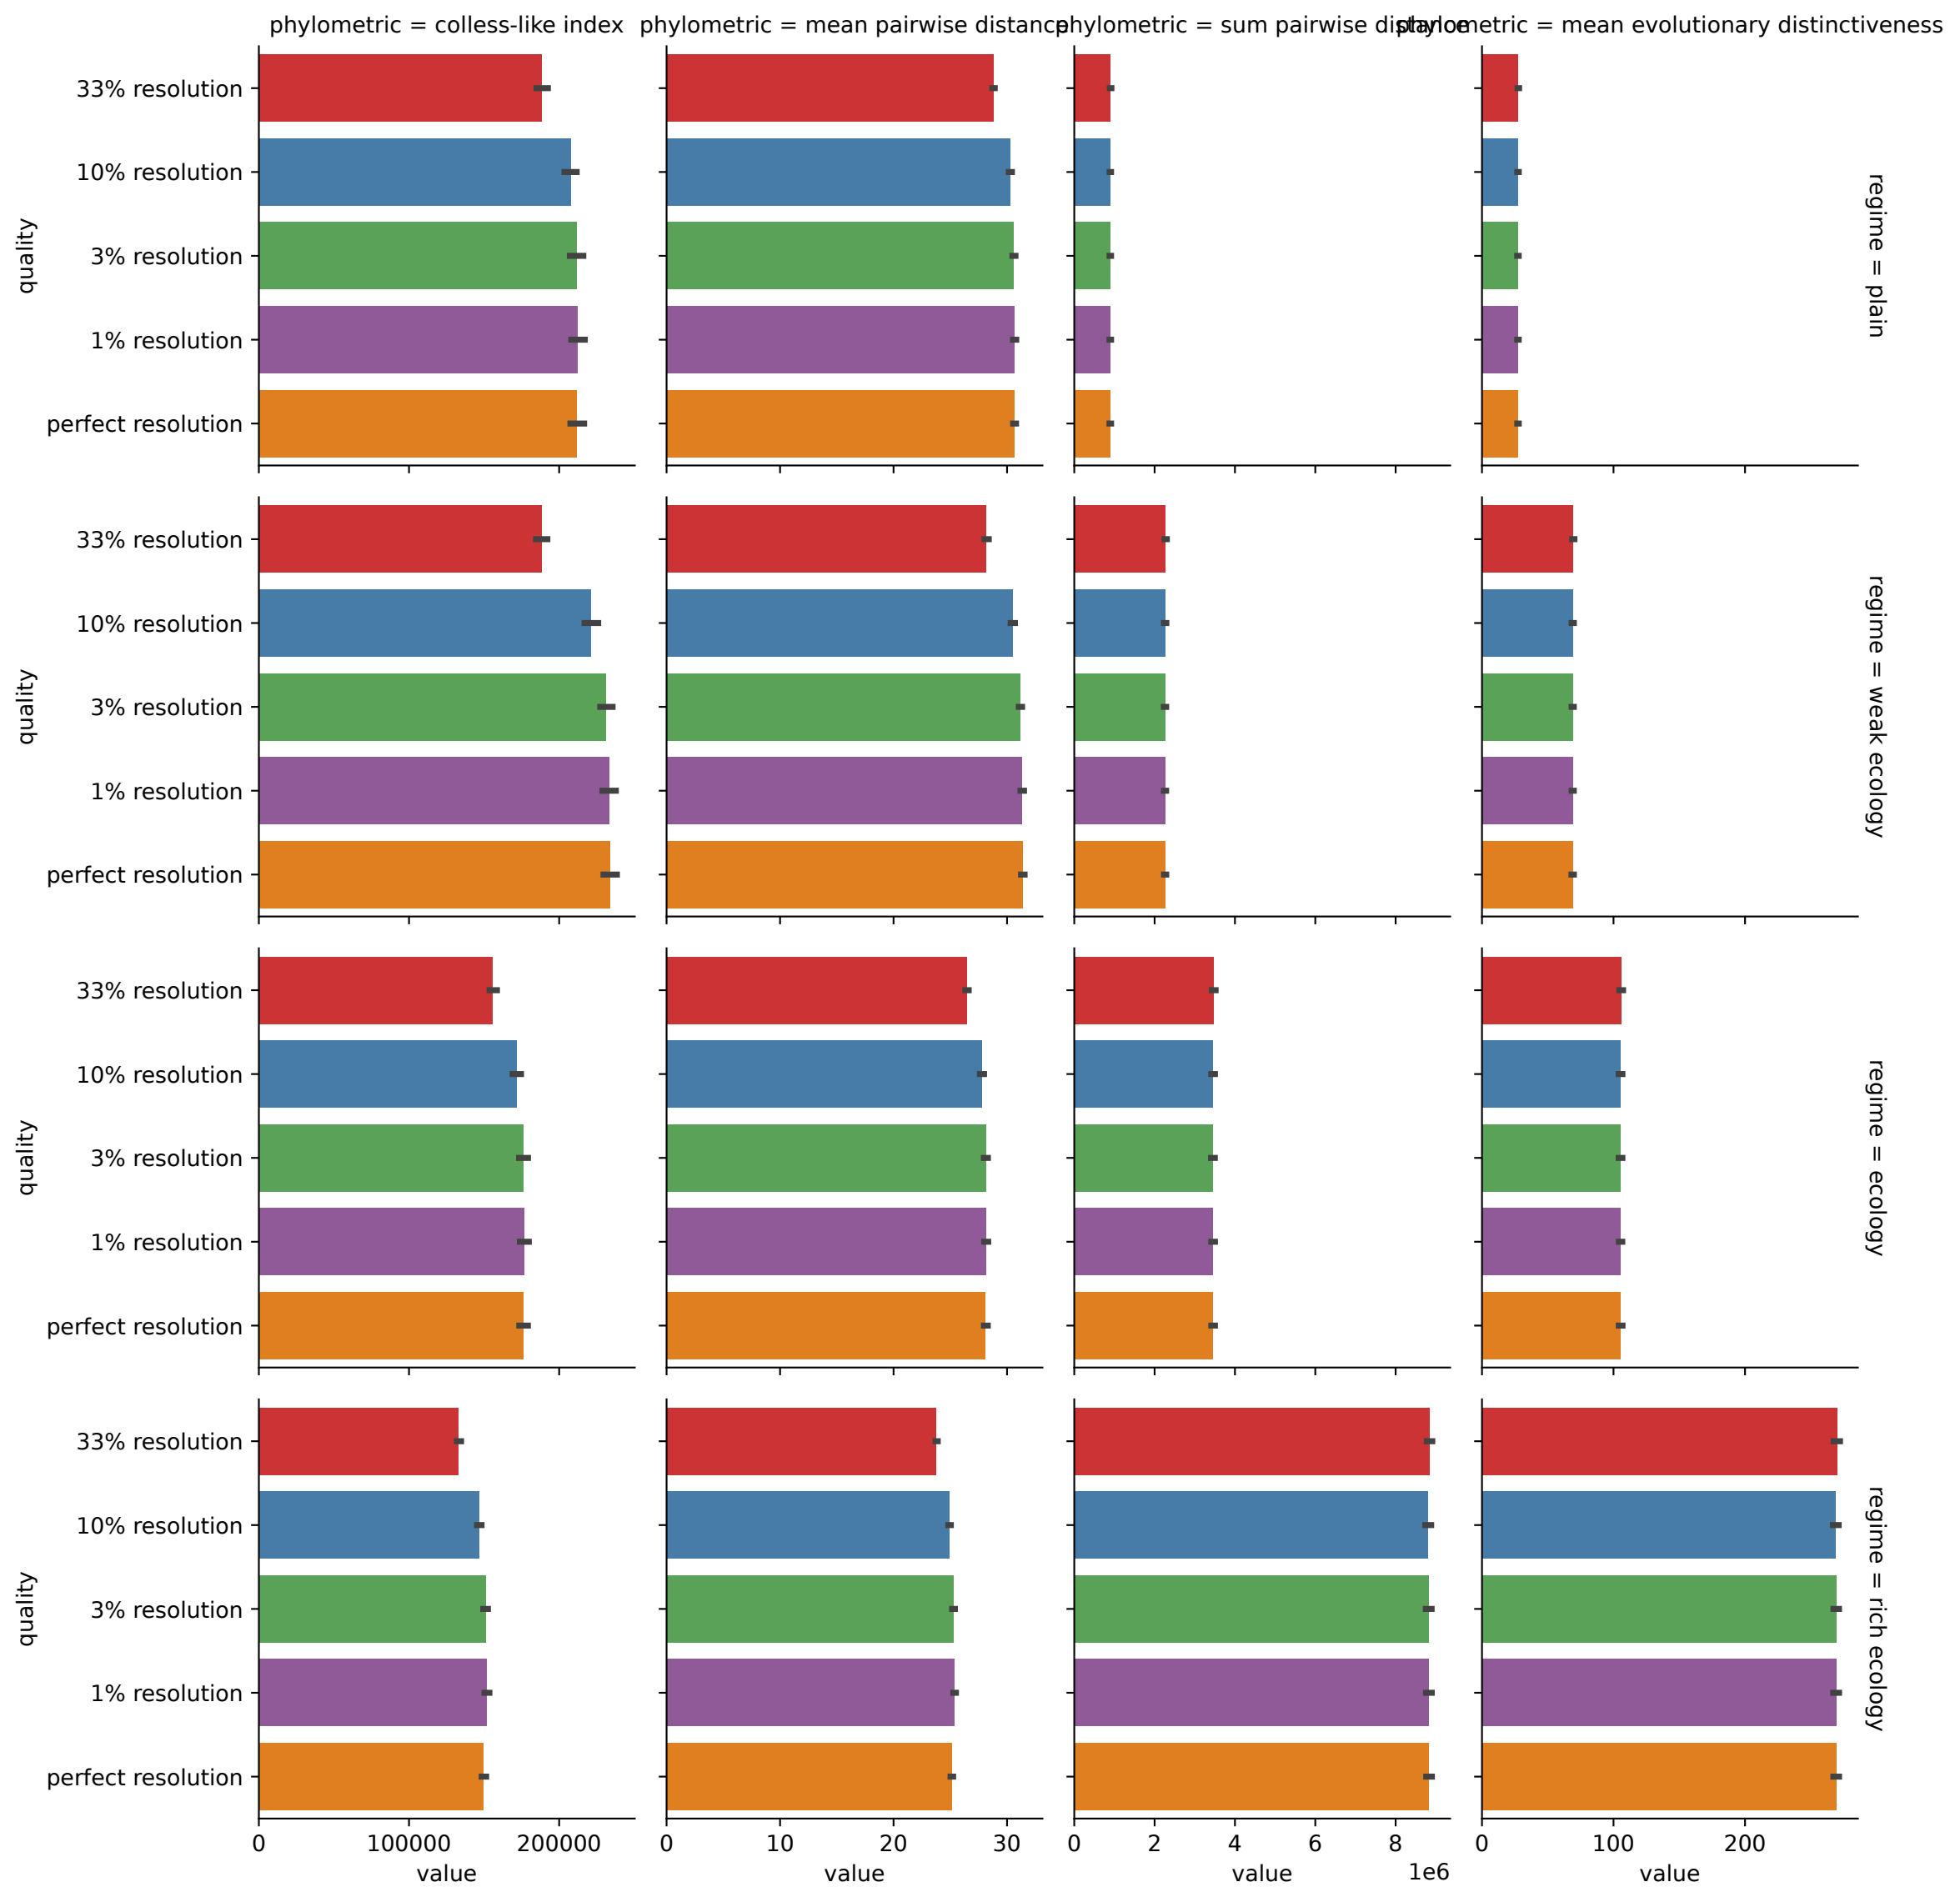 phylometric = colless-like index
phylometric = mean pairwise distance
phylometric = sum pairwise distance
phylometric = mean evolutionary distinctiveness
quality
33% resolution
10% resolution
3% resolution
1% resolution
perfect resolution
regime = plain
quality
33% resolution
10% resolution
3% resolution
1% resolution
perfect resolution
regime = weak ecology
quality
33% resolution
10% resolution
3% resolution
1% resolution
perfect resolution
regime = ecology
quality
33% resolution
10% resolution
3% resolution
1% resolution
perfect resolution
regime = rich ecology
0 100000 200000
value
0 10 20 30
value
0 2 4 6 8
1e6
value
0 100 200
value